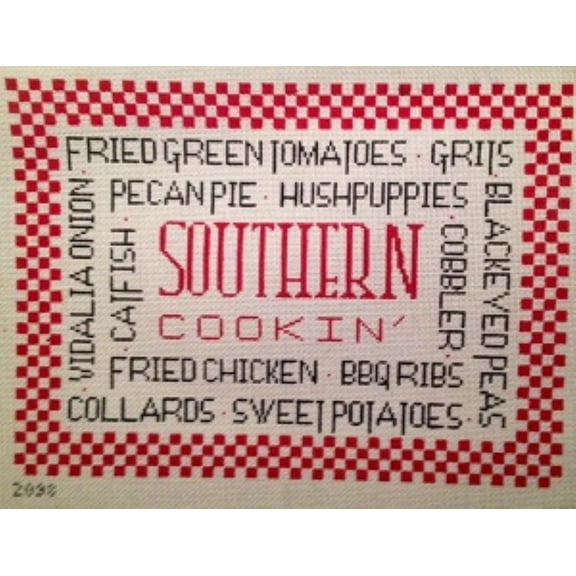 FRIED GREEN TOMATOES · GRITS
PECAN PIE · HUSHPUPPIES
VIDALIA ONION
CATFISH
SOUTHERN
COOKIN'
COBBLER
BLACKEYED PEAS
FRIED CHICKEN · BBQ RIBS
COLLARDS · SWEET POTATOES